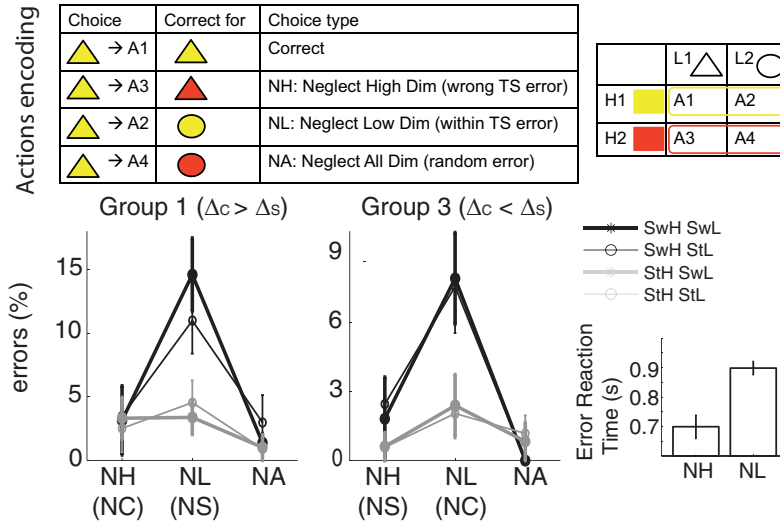 Actions encoding
Choice Correct for Choice type
→ A1 Correct
→ A3 NH: Neglect High Dim (wrong TS error)
→ A2 NL: Neglect Low Dim (within TS error)
→ A4 NA: Neglect All Dim (random error)
L1 L2
H1 A1 A2
H2 A3 A4
Group 1 (Δc > Δs)
errors (%)
15
10
5
0
NH NL NA
(NC) (NS)
Group 3 (Δc < Δs)
9
6
3
0
NH NL NA
(NS) (NC)
SwH SwL
SwH StL
StH SwL
StH StL
Error Reaction
Time (s)
0.9
0.7
NH NL